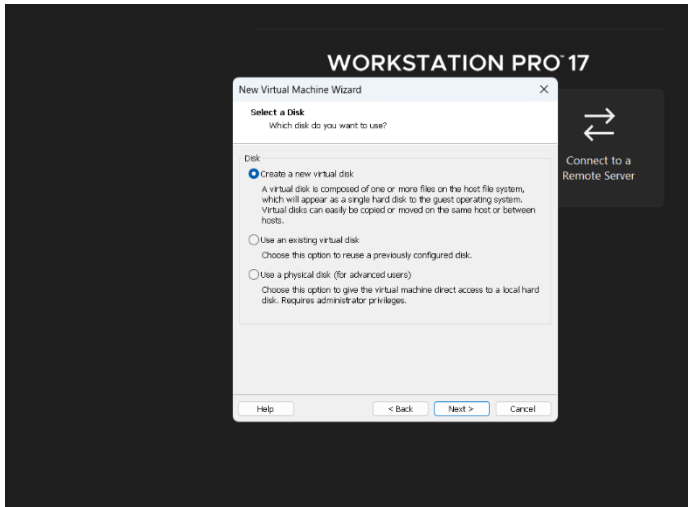 WORKSTATION PRO™ 17
New Virtual Machine Wizard
Select a Disk
Which disk do you want to use?
Disk
Create a new virtual disk
A virtual disk is composed of one or more files on the host file system,
which will appear as a single hard disk to the guest operating system.
Virtual disks can easily be copied or moved on the same host or between
hosts.
Use an existing virtual disk
Choose this option to reuse a previously configured disk.
Use a physical disk (for advanced users)
Choose this option to give the virtual machine direct access to a local hard
disk. Requires administrator privileges.
Help
< Back
Next >
Cancel
Connect to a
Remote Server